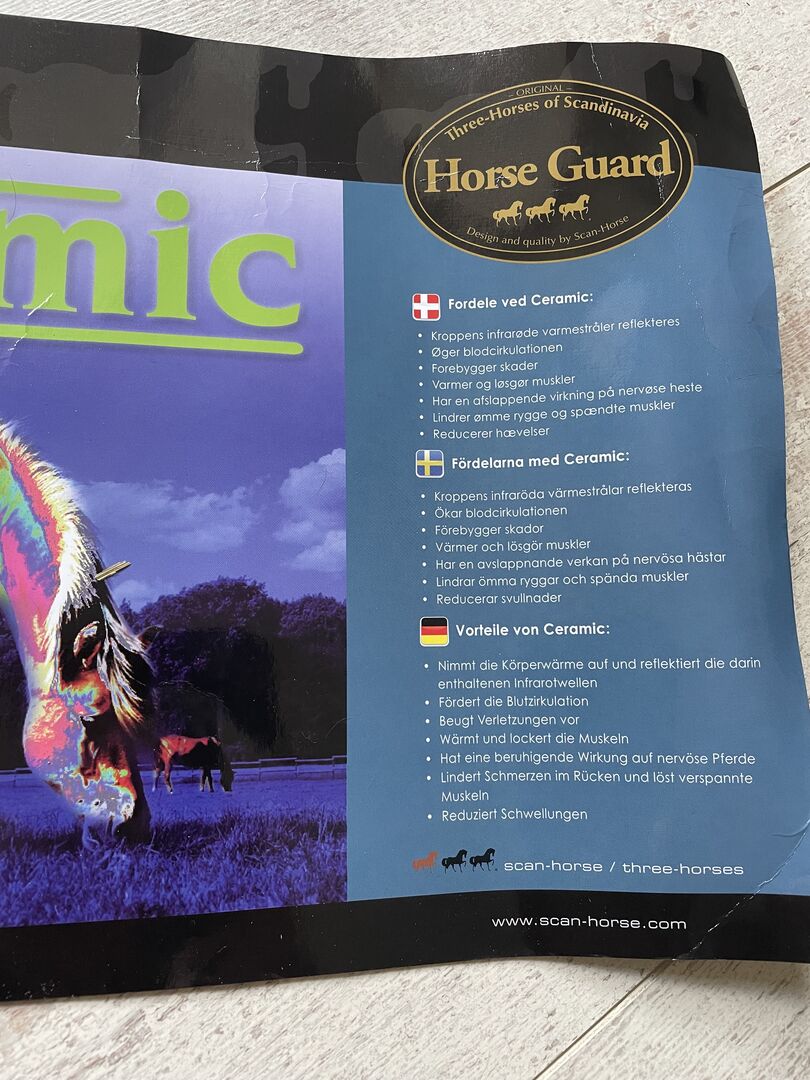 – ORIGINAL –
Three-Horses of Scandinavia
Horse Guard
Design and quality by Scan-Horse
mic
Fordele ved Ceramic:
• Kroppens infrarøde varmestråler reflekteres
• Øger blodcirkulationen
• Forebygger skader
• Varmer og løsgør muskler
• Har en afslappende virkning på nervøse heste
• Lindrer ømme rygge og spændte muskler
• Reducerer hævelser
Fördelarna med Ceramic:
• Kroppens infraröda värmestrålar reflekteras
• Ökar blodcirkulationen
• Förebygger skador
• Värmer och lösgör muskler
• Har en avslappnande verkan på nervösa hästar
• Lindrar ömma ryggar och spända muskler
• Reducerar svullnader
Vorteile von Ceramic:
• Nimmt die Körperwärme auf und reflektiert die darin
enthaltenen Infrarotwellen
• Fördert die Blutzirkulation
• Beugt Verletzungen vor
• Wärmt und lockert die Muskeln
• Hat eine beruhigende Wirkung auf nervöse Pferde
• Lindert Schmerzen im Rücken und löst verspannte
Muskeln
• Reduziert Schwellungen
scan-horse / three-horses
www.scan-horse.com